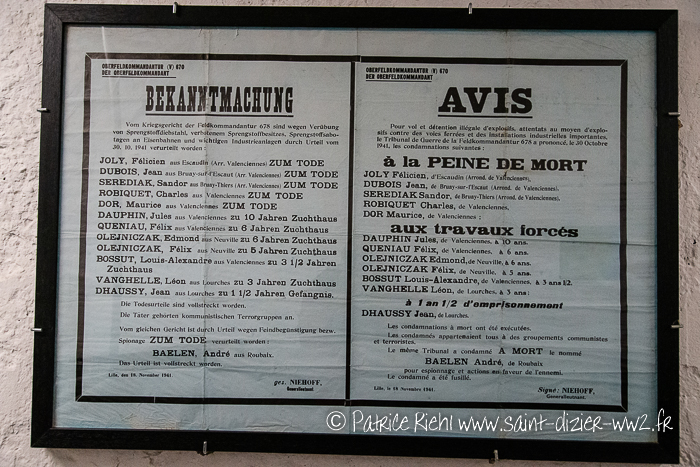 OBERFELDKOMMANDANTUR (V) 670
DER OBERFELDKOMMANDANT
BEKANNTMACHUNG
Vom Kriegsgericht der Feldkommandantur 678 sind wegen Verübung
von Sprengstoffdiebstahl, verbotenen Sprengstoffbesitzes, Sprengstoffsabo-
tagen an Eisenbahnen und wichtigen Industrieanlagen durch Urteil vom
30. 10. 1941 verurteilt worden :
JOLY, Félicien aus Escaudin (Arr. Valenciennes) ZUM TODE
DUBOIS, Jean aus Bruay-sur-l'Escaut (Arr. Valenciennes) ZUM TODE
SEREDIAK, Sandor aus Bruay-Thiers (Arr. Valenciennes) ZUM TODE
ROBIQUET, Charles aus Valenciennes ZUM TODE
DOR, Maurice aus Valenciennes ZUM TODE
DAUPHIN, Jules aus Valenciennes zu 10 Jahren Zuchthaus
QUENIAU, Félix aus Valenciennes zu 6 Jahren Zuchthaus
OLEJNICZAK, Edmond aus Neuville zu 6 Jahren Zuchthaus
OLEJNICZAK, Félix aus Neuville zu 5 Jahren Zuchthaus
BOSSUT, Louis-Alexandre aus Valenciennes zu 3 1/2 Jahren
Zuchthaus
VANGHELLE, Léon aus Lourches zu 3 Jahren Zuchthaus
DHAUSSY, Jean aus Lourches zu 1 1/2 Jahren Gefängnis.
Die Todesurteile sind vollstreckt worden.
Die Täter gehörten kommunistischen Terrorgruppen an.
Vom gleichen Gericht ist durch Urteil wegen Feindbegünstigung bezw.
Spionage ZUM TODE verurteilt worden :
BAELEN, André aus Roubaix.
Das Urteil ist vollstreckt worden.
Lille, den 18. November 1941.
gez. NIEHOFF,
Generalleutnant
OBERFELDKOMMANDANTUR (V) 670
DER OBERFELDKOMMANDANT
AVIS
Pour vol et détention illégale d'explosifs, attentats au moyen d'explo-
sifs contre des voies ferrées et des installations industrielles importantes,
le Tribunal de Guerre de la Feldkommandantur 678 a prononcé, le 30 Octobre
1941, les condamnations suivantes :
à la PEINE DE MORT
JOLY Félicien, d'Escaudin (Arrond. de Valenciennes).
DUBOIS Jean, de Bruay-sur-l'Escaut (Arrond. de Valenciennes).
SEREDIAK Sandor, de Bruay-Thiers (Arrond. de Valenciennes).
ROBIQUET Charles, de Valenciennes.
DOR Maurice, de Valenciennes ;
aux travaux forcés
DAUPHIN Jules, de Valenciennes, à 10 ans.
QUENIAU Félix, de Valenciennes, à 6 ans.
OLEJNICZAK Edmond, de Neuville, à 6 ans.
OLEJNICZAK Félix, de Neuville, à 5 ans.
BOSSUT Louis-Alexandre, de Valenciennes, à 3 ans 1/2.
VANGHELLE Léon, de Lourches, à 3 ans ;
à 1 an 1/2 d'emprisonnement
DHAUSSY Jean, de Lourches.
Les condamnations à mort ont été exécutées.
Les condamnés appartenaient tous à des groupements communistes
et terroristes.
Le même Tribunal a condamné A MORT le nommé
BAELEN André, de Roubaix
pour espionnage et actions en faveur de l'ennemi.
Le condamné a été fusillé.
Lille, le 18 Novembre 1941.
Signé : NIEHOFF,
Generalleutnant.
© Patrice Riehl www.saint-dizier-ww2.fr